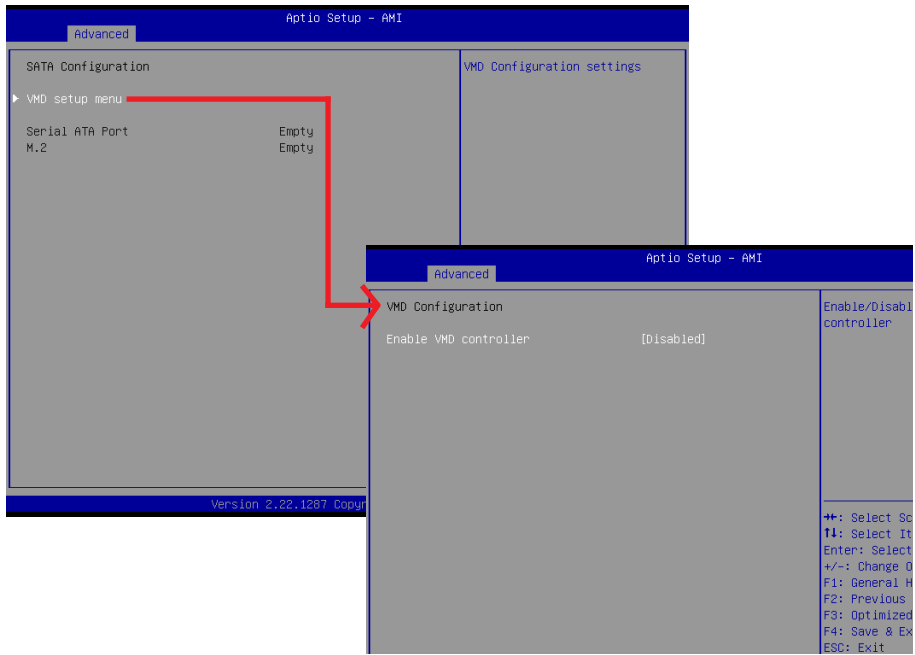 Aptio Setup – AMI
Advanced
SATA Configuration
VMD setup menu
Serial ATA Port Empty
M.2 Empty
VMD Configuration settings
Version 2.22.1287
Aptio Setup – AMI
Advanced
VMD Configuration
Enable VMD controller [Disabled]
controller
: Select
: Select
Enter: Select
+/-: Change
F1: General
F2: Previous
F3: Optimized
F4: Save &
ESC: Exit